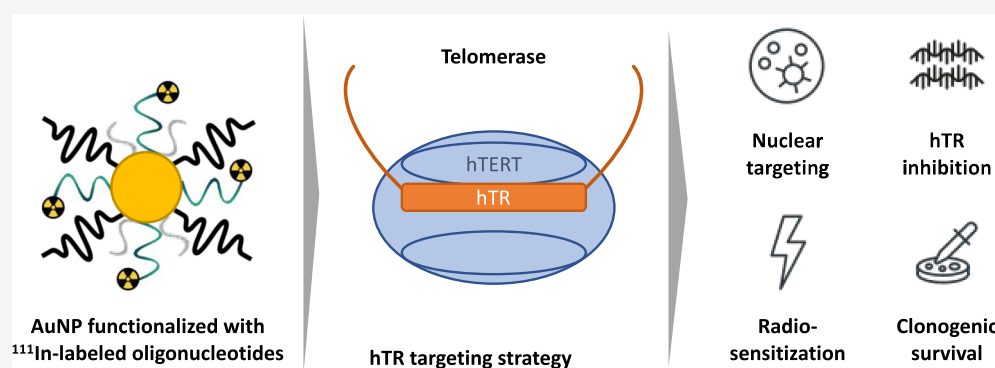 AuNP functionalized with
¹¹¹In-labeled oligonucleotides
Telomerase
hTERT
hTR
hTR targeting strategy
Nuclear
targeting
hTR
inhibition
Radio-
sensitization
Clonogenic
survival